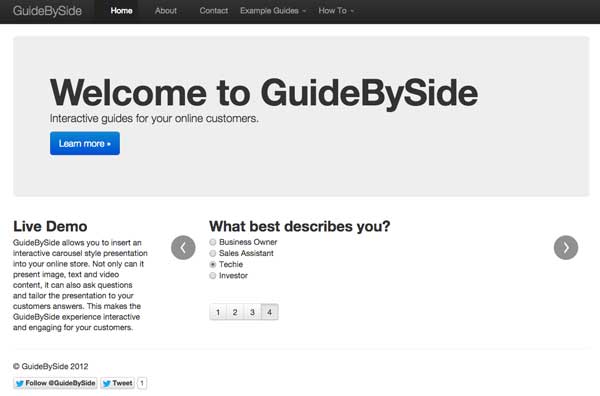 GuideBySide Home About Contact Example Guides How To
Welcome to GuideBySide
Interactive guides for your online customers.
Learn more »
Live Demo
GuideBySide allows you to insert an
interactive carousel style presentation
into your online store. Not only can it
present image, text and video
content, it can also ask questions
and tailor the presentation to your
customers answers. This makes the
GuideBySide experience interactive
and engaging for your customers.
What best describes you?
Business Owner
Sales Assistant
Techie
Investor
1 2 3 4
© GuideBySide 2012
Follow @GuideBySide Tweet 1